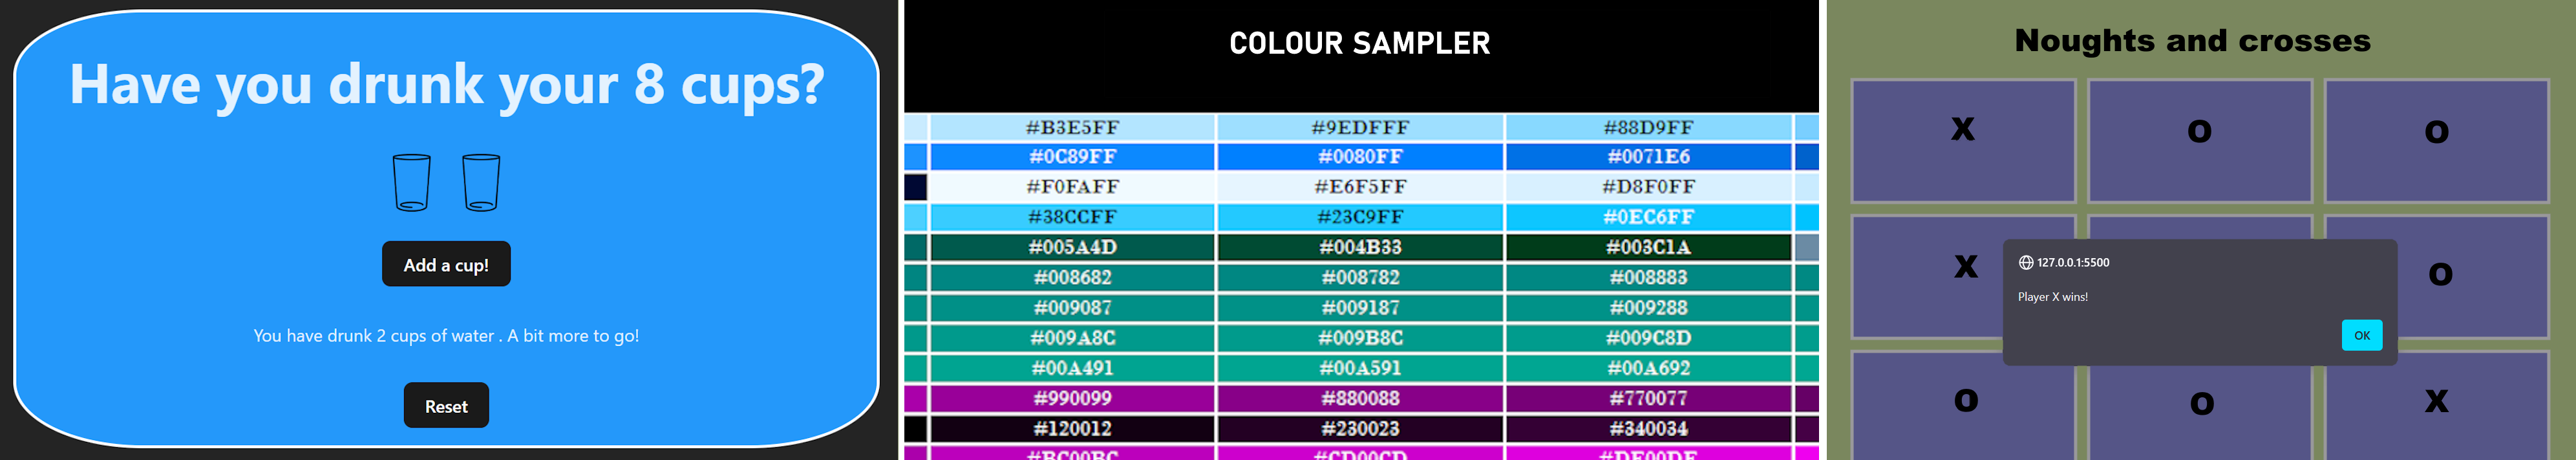 Have you drunk your 8 cups?
Add a cup!
You have drunk 2 cups of water . A bit more to go!
Reset
COLOUR SAMPLER
#B3E5FF #9EDFFF #88D9FF
#0C89FF #0080FF #0071E6
#F0FAFF #E6F5FF #D8F0FF
#38CCFF #23C9FF #0EC6FF
#005A4D #004B33 #003C1A
#008682 #008782 #008883
#009087 #009187 #009288
#009A8C #009B8C #009C8D
#00A491 #00A591 #00A692
#990099 #880088 #770077
#120012 #230023 #340034
#BC00BC #CD00CD #DE00DE
Noughts and crosses
X O O
X O
127.0.0.1:5500
Player X wins!
OK
O O X